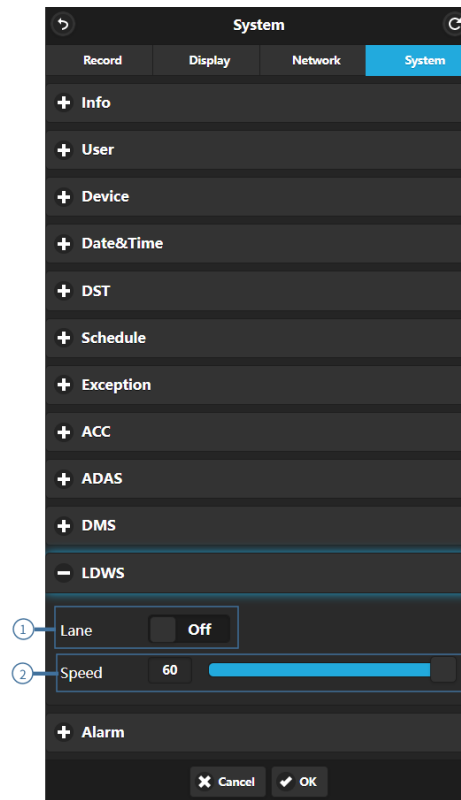 System
Record Display Network System
Info
User
Device
Date&Time
DST
Schedule
Exception
ACC
ADAS
DMS
LDWS
1 Lane Off
2 Speed 60
Alarm
Cancel OK